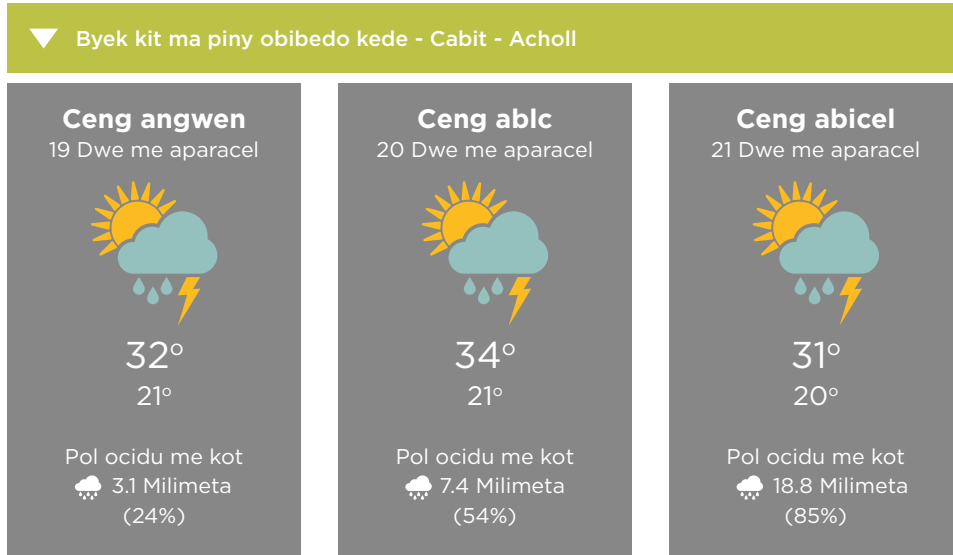 Byek kit ma piny obibedo kede - Cabit - Acholl
Ceng angwen
19 Dwe me aparacel
32°
21°
Pol ocidu me kot
3.1 Milimeta
(24%)
Ceng ablc
20 Dwe me aparacel
34°
21°
Pol ocidu me kot
7.4 Milimeta
(54%)
Ceng abicel
21 Dwe me aparacel
31°
20°
Pol ocidu me kot
18.8 Milimeta
(85%)